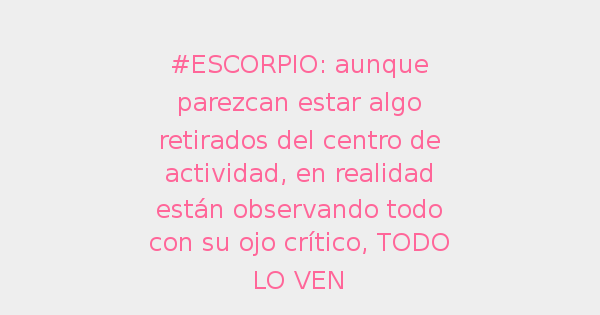 #ESCORPIO: aunque
parezcan estar algo
retirados del centro de
actividad, en realidad
están observando todo
con su ojo crítico, TODO
LO VEN